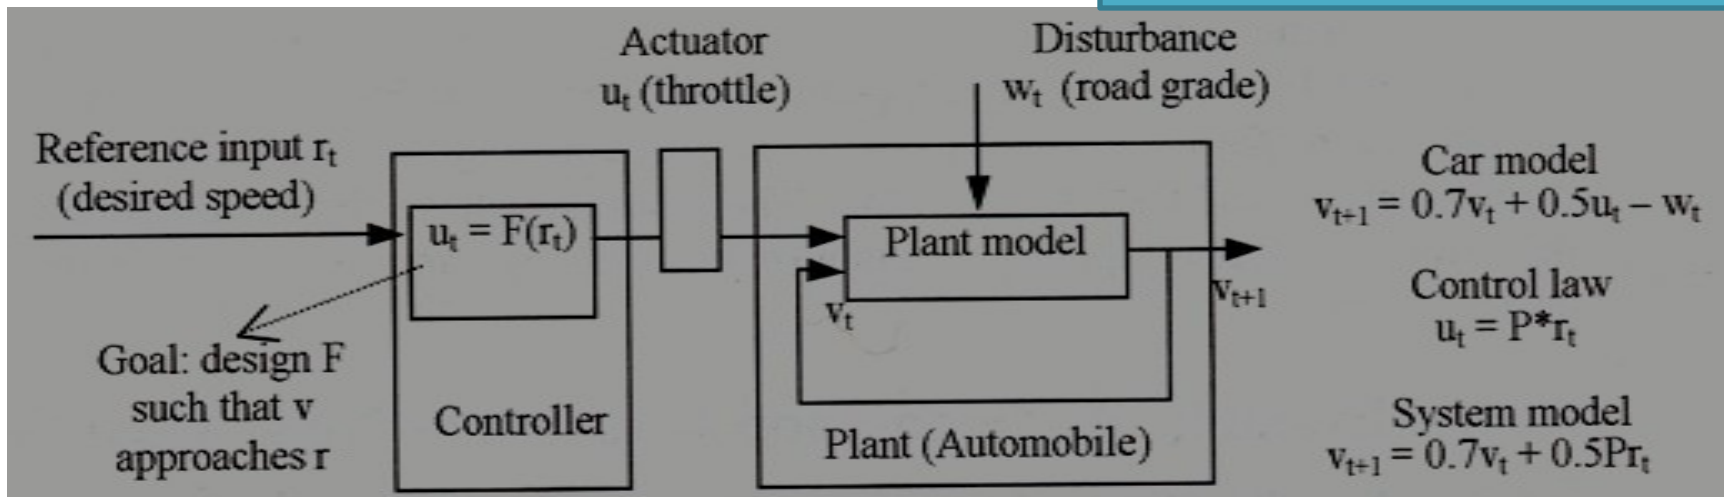 Actuator
uₜ (throttle)
Disturbance
wₜ (road grade)
Reference input rₜ
(desired speed)
uₜ = F(rₜ)
Goal: design F
such that v
approaches r
Controller
Plant model
vₜ
vₜ₊₁
Plant (Automobile)
Car model
vₜ₊₁ = 0.7vₜ + 0.5uₜ – wₜ
Control law
uₜ = P*rₜ
System model
vₜ₊₁ = 0.7vₜ + 0.5Prₜ